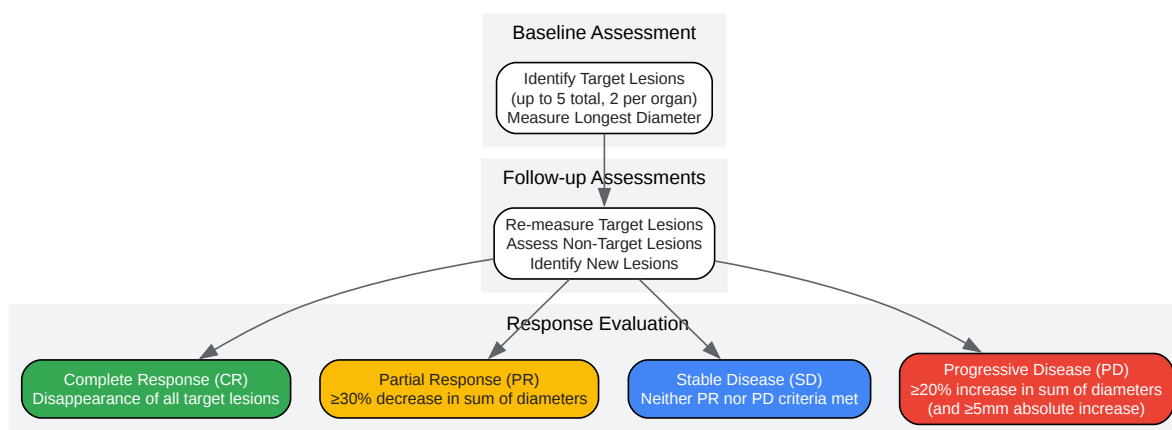 Baseline Assessment
Identify Target Lesions
(up to 5 total, 2 per organ)
Measure Longest Diameter
Follow-up Assessments
Re-measure Target Lesions
Assess Non-Target Lesions
Identify New Lesions
Response Evaluation
Complete Response (CR)
Disappearance of all target lesions
Partial Response (PR)
≥30% decrease in sum of diameters
Stable Disease (SD)
Neither PR nor PD criteria met
Progressive Disease (PD)
≥20% increase in sum of diameters
(and ≥5mm absolute increase)